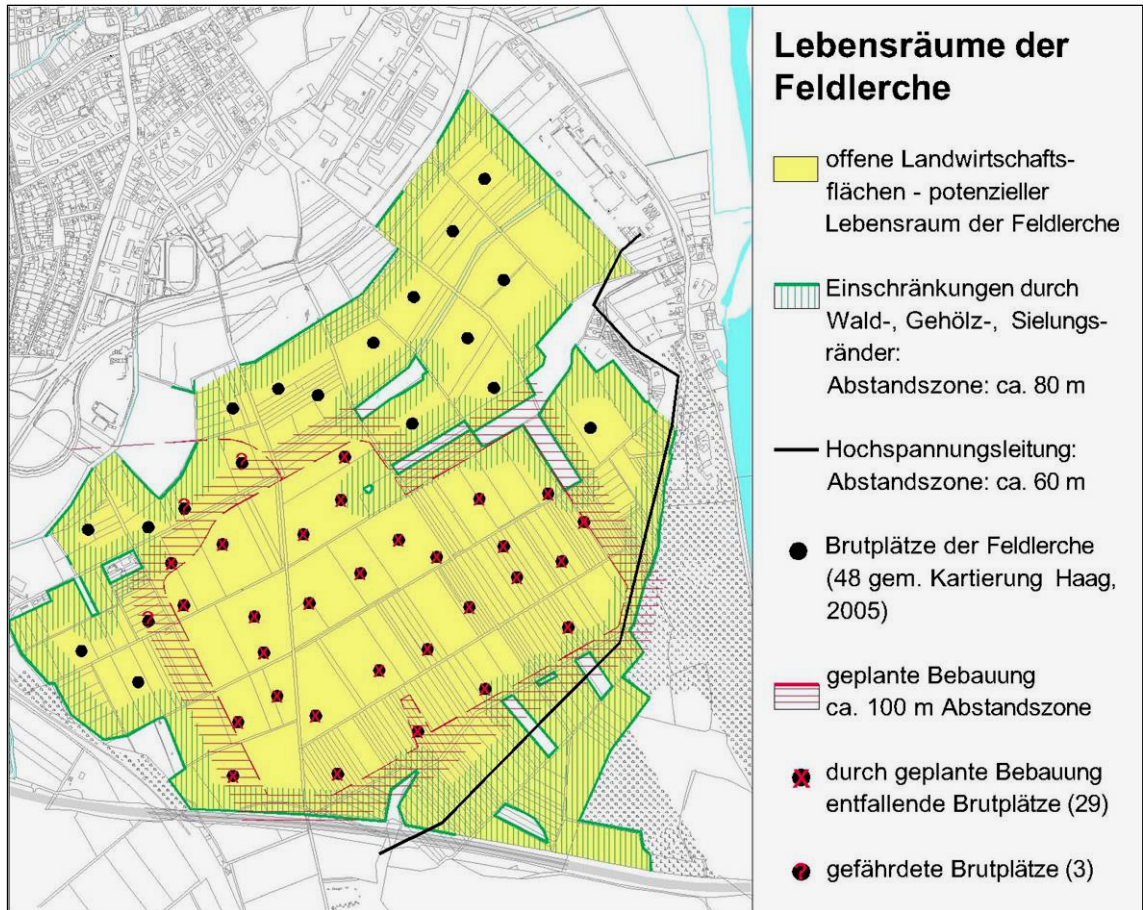 Lebensräume der
Feldlerche
offene Landwirtschafts-
flächen - potenzieller
Lebensraum der Feldlerche
Einschränkungen durch
Wald-, Gehölz-, Sielungs-
ränder:
Abstandszone: ca. 80 m
Hochspannungsleitung:
Abstandszone: ca. 60 m
Brutplätze der Feldlerche
(48 gem. Kartierung Haag,
2005)
geplante Bebauung
ca. 100 m Abstandszone
durch geplante Bebauung
entfallende Brutplätze (29)
gefährdete Brutplätze (3)